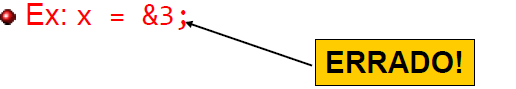 Ex: x = &3;
ERRADO!